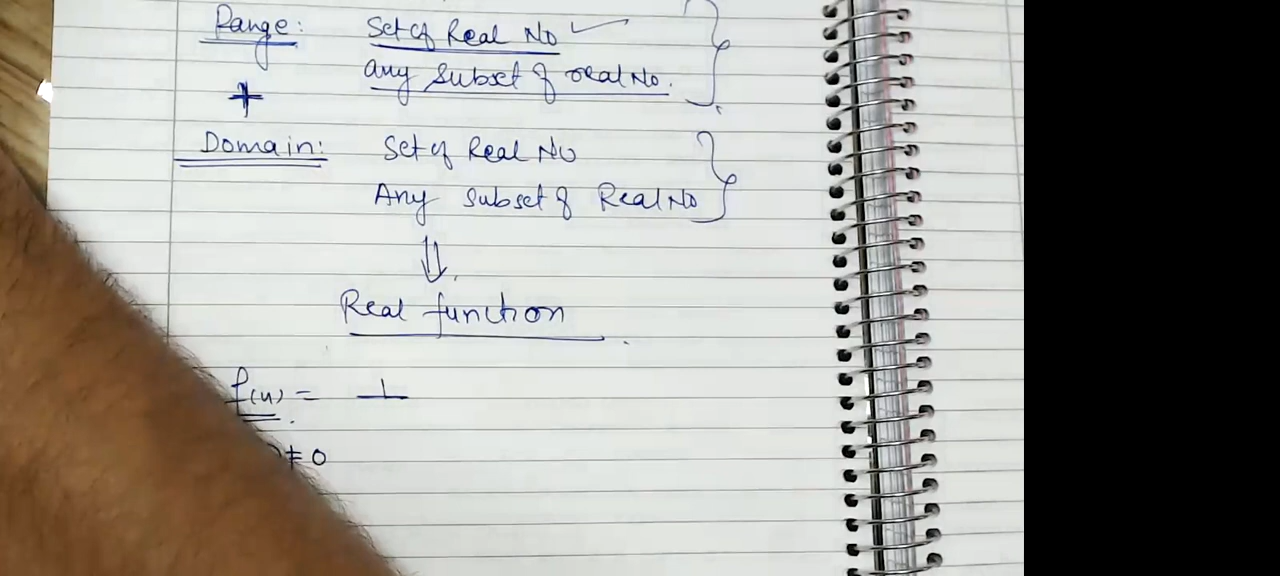 Range: Set of Real No ✓
any subset of real No.
+
Domain: Set of Real No
Any subset of Real No
⇓
Real function
f(x) = 1
≠ 0